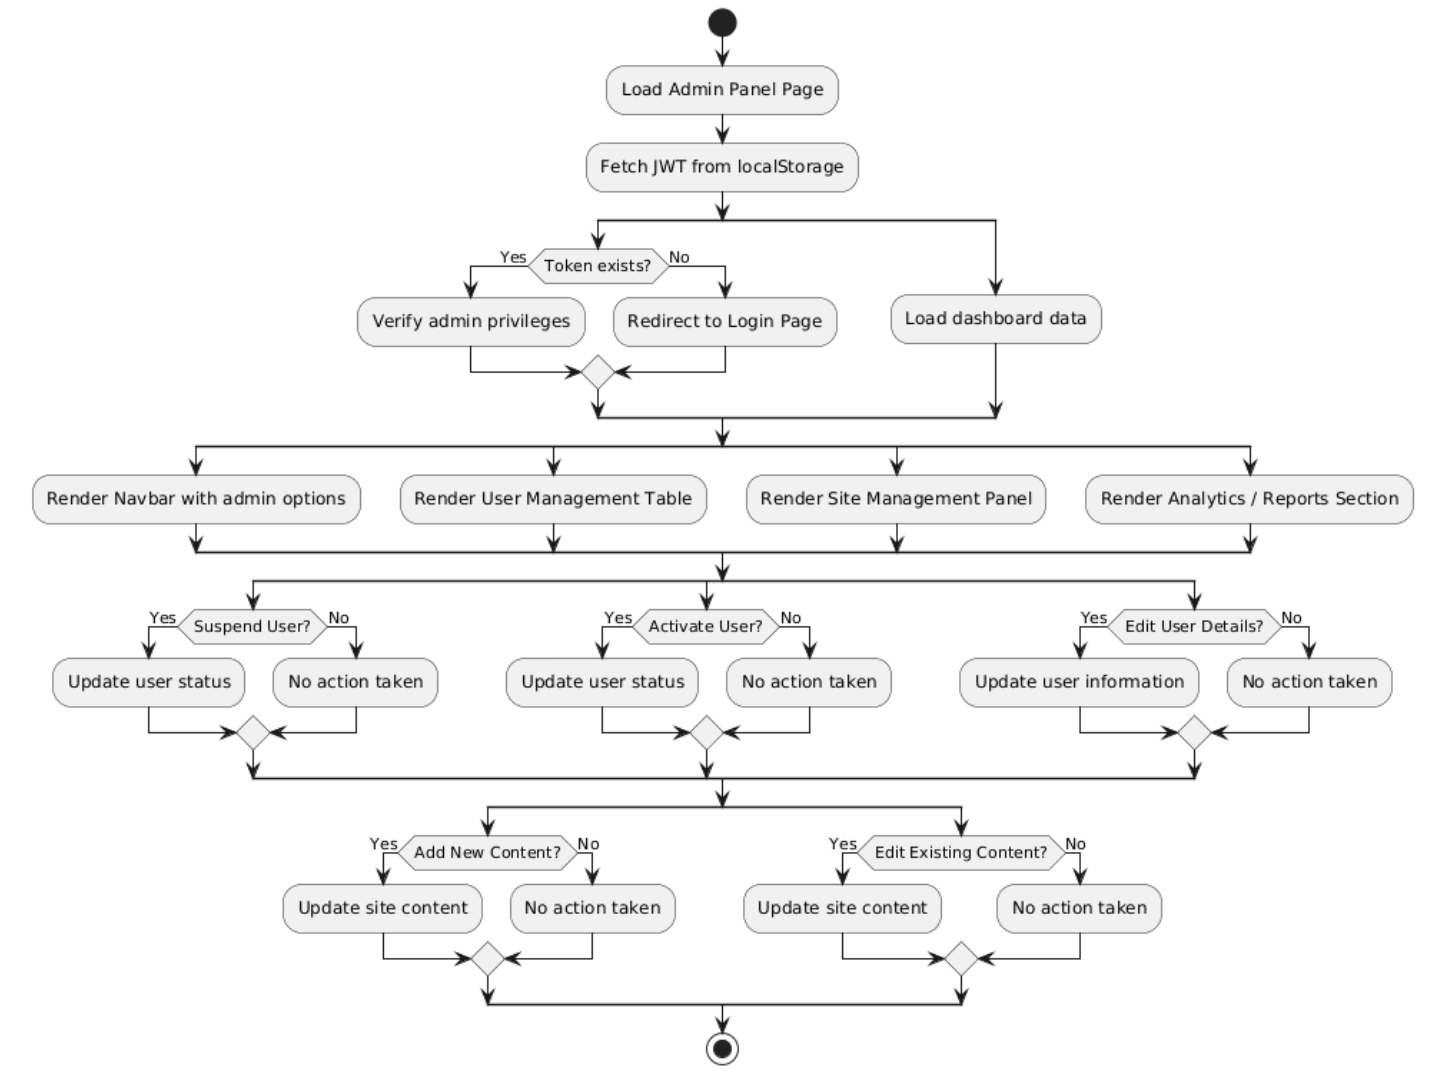 Load Admin Panel Page
Fetch JWT from localStorage
Yes
Token exists?
No
Verify admin privileges
Redirect to Login Page
Load dashboard data
Render Navbar with admin options
Render User Management Table
Render Site Management Panel
Render Analytics / Reports Section
Yes
Suspend User?
No
Yes
Activate User?
No
Yes
Edit User Details?
No
Update user status
No action taken
Update user status
No action taken
Update user information
No action taken
Yes
Add New Content?
No
Yes
Edit Existing Content?
No
Update site content
No action taken
Update site content
No action taken